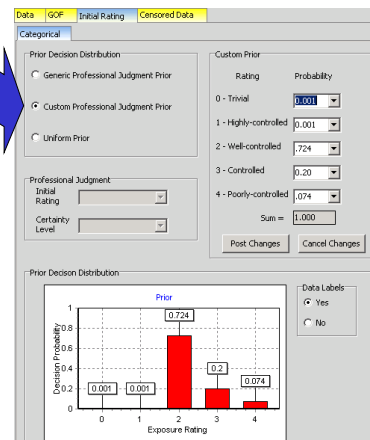 Data GOF Initial Rating Censored Data
Categorical
Prior Decision Distribution
Generic Professional Judgment Prior
Custom Professional Judgment Prior
Uniform Prior
Professional Judgment
Initial Rating
Certainty Level
Custom Prior
Rating Probability
0 - Trivial 0.001
1 - Highly-controlled 0.001
2 - Well-controlled .724
3 - Controlled 0.20
4 - Poorly-controlled .074
Sum = 1.000
Post Changes Cancel Changes
Prior Decison Distribution
Prior
Decision Probability
1
0.8
0.6
0.4
0.2
0
0.001 0.001 0.724 0.2 0.074
0 1 2 3 4
Exposure Rating
Data Labels
Yes
No